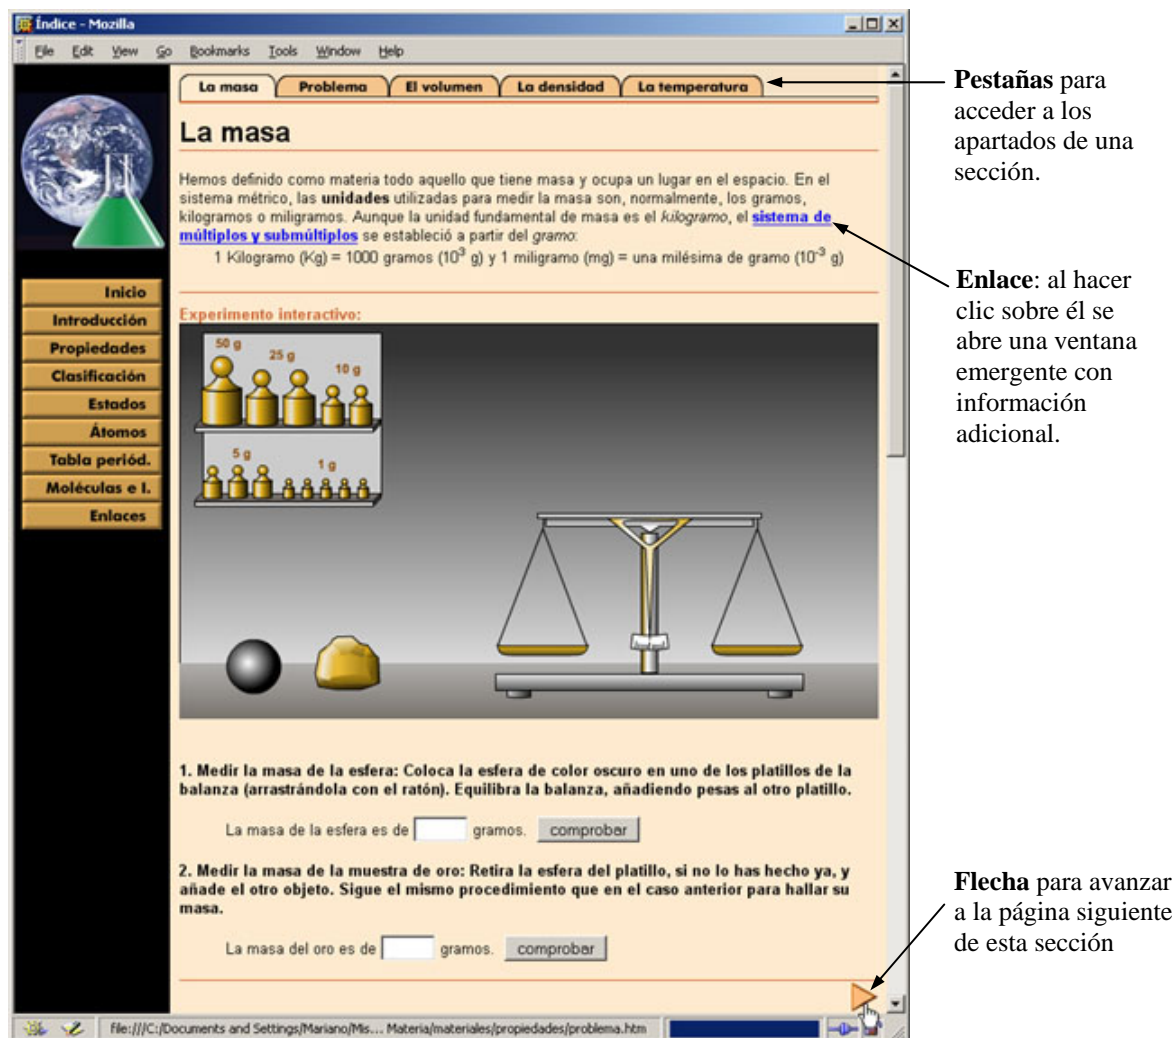 Índice - Mozilla
File Edit View Go Bookmarks Tools Window Help
La masa Problema El volumen La densidad La temperatura
La masa
Hemos definido como materia todo aquello que tiene masa y ocupa un lugar en el espacio. En el
sistema métrico, las unidades utilizadas para medir la masa son, normalmente, los gramos,
kilogramos o miligramos. Aunque la unidad fundamental de masa es el kilogramo, el sistema de
múltiplos y submúltiplos se estableció a partir del gramo:
1 Kilogramo (Kg) = 1000 gramos (10³ g) y 1 miligramo (mg) = una milésima de gramo (10⁻³ g)
Inicio
Introducción
Propiedades
Clasificación
Estados
Átomos
Tabla periód.
Moléculas e I.
Enlaces
Experimento interactivo:
50 g
25 g
10 g
5 g
1 g
1. Medir la masa de la esfera: Coloca la esfera de color oscuro en uno de los platillos de la
balanza (arrastrándola con el ratón). Equilibra la balanza, añadiendo pesas al otro platillo.
La masa de la esfera es de gramos. comprobar
2. Medir la masa de la muestra de oro: Retira la esfera del platillo, si no lo has hecho ya, y
añade el otro objeto. Sigue el mismo procedimiento que en el caso anterior para hallar su
masa.
La masa del oro es de gramos. comprobar
file:///C:/Documents and Settings/Mariano/Mis... Materia/materiales/propiedades/problema.htm
Pestañas para
acceder a los
apartados de una
sección.
Enlace: al hacer
clic sobre él se
abre una ventana
emergente con
información
adicional.
Flecha para avanzar
a la página siguiente
de esta sección